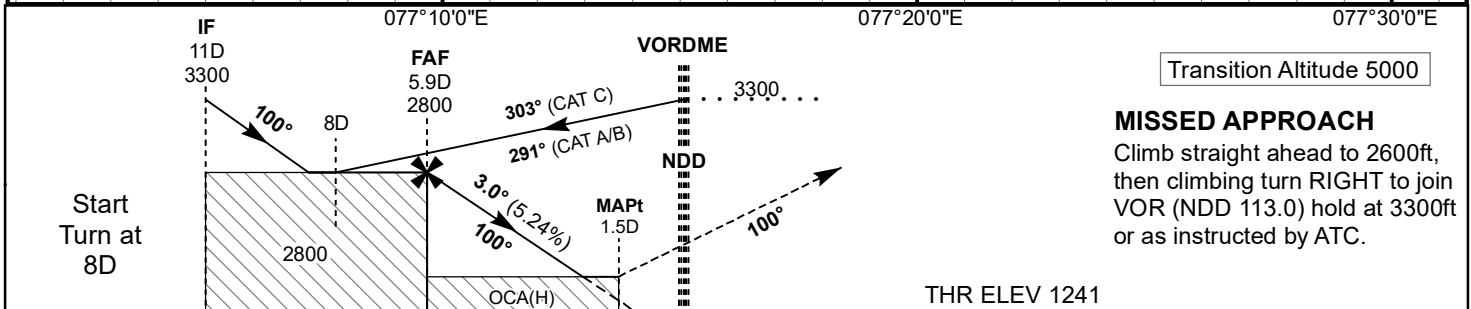 077°10'0"E
077°20'0"E
077°30'0"E
IF
11D
3300
FAF
5.9D
2800
VORDME
Transition Altitude 5000
3300
303° (CAT C)
291° (CAT A/B)
100°
8D
NDD
MISSED APPROACH
Climb straight ahead to 2600ft,
then climbing turn RIGHT to join
VOR (NDD 113.0) hold at 3300ft
or as instructed by ATC.
Start
Turn at
8D
2800
3.0° (5.24%)
100°
MAPt
1.5D
100°
OCA(H)
THR ELEV 1241